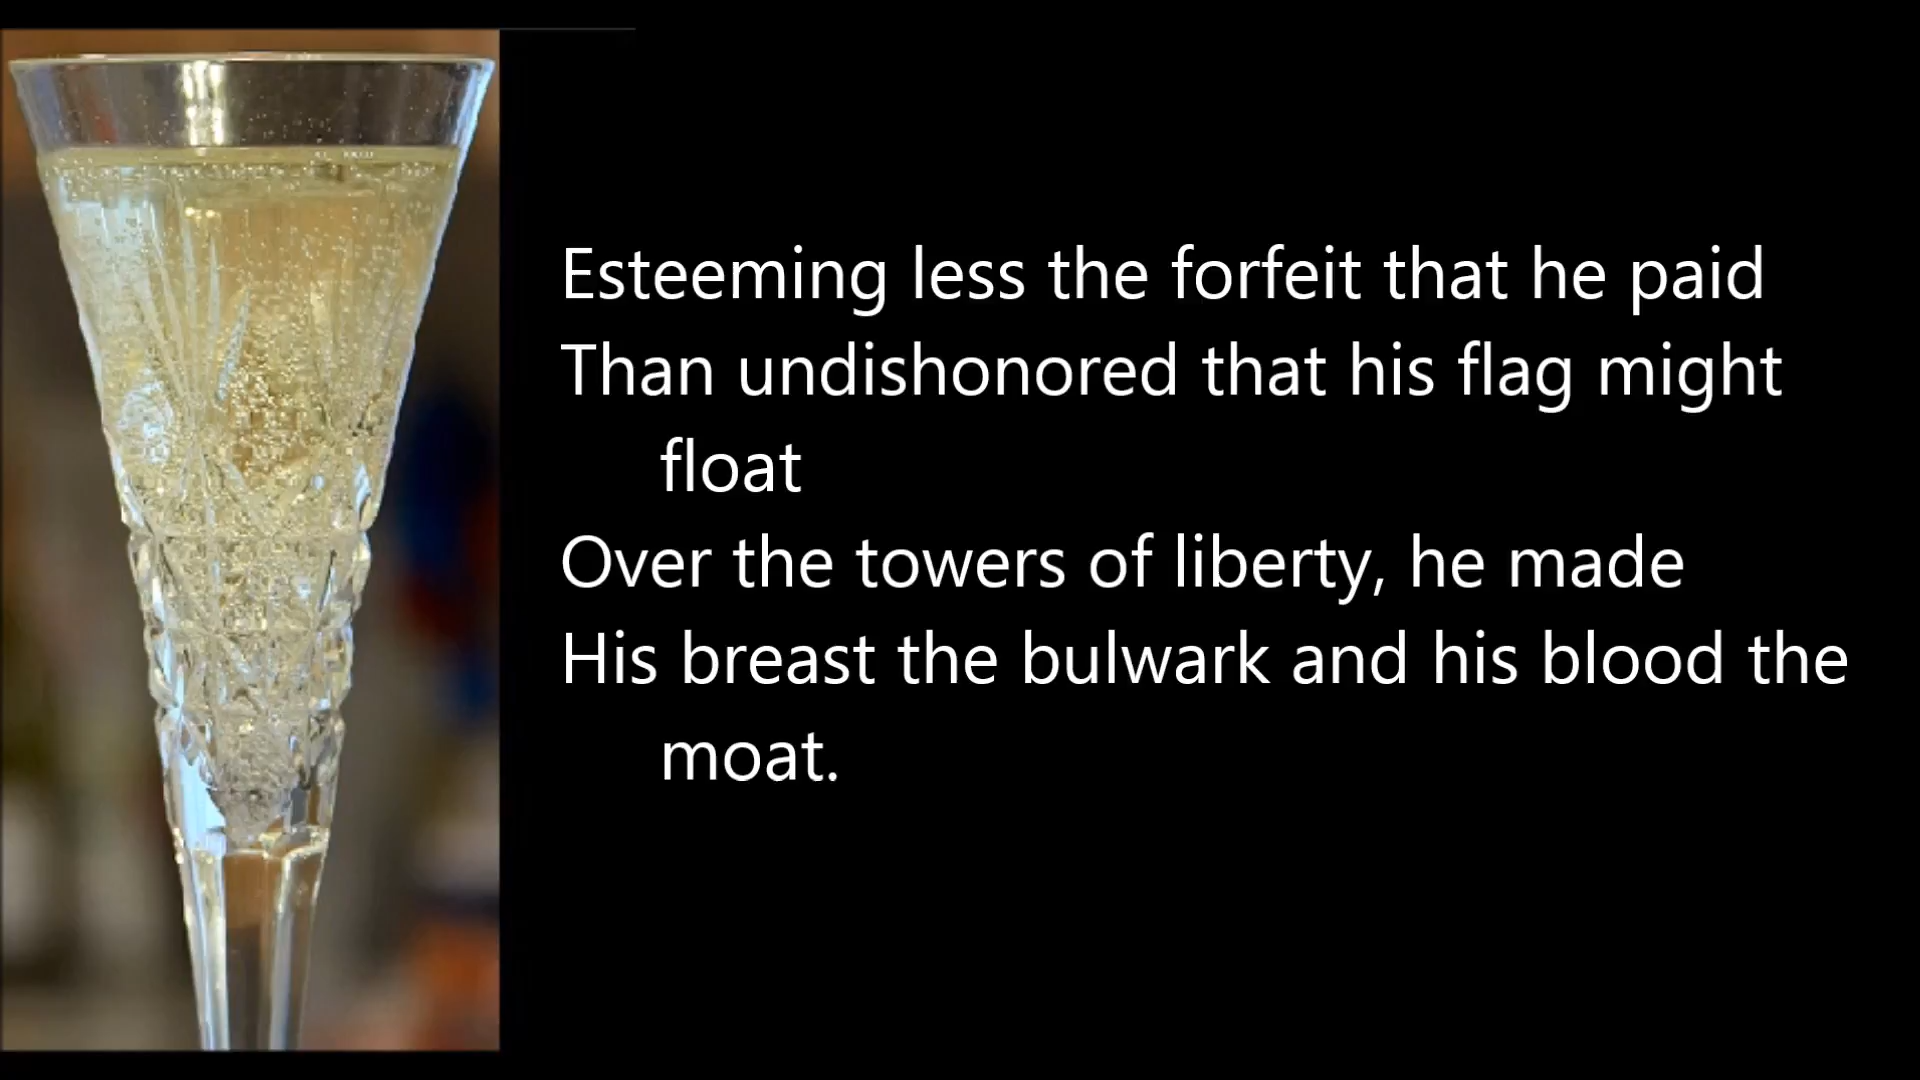 Esteeming less the forfeit that he paid
Than undishonored that his flag might
float
Over the towers of liberty, he made
His breast the bulwark and his blood the
moat.